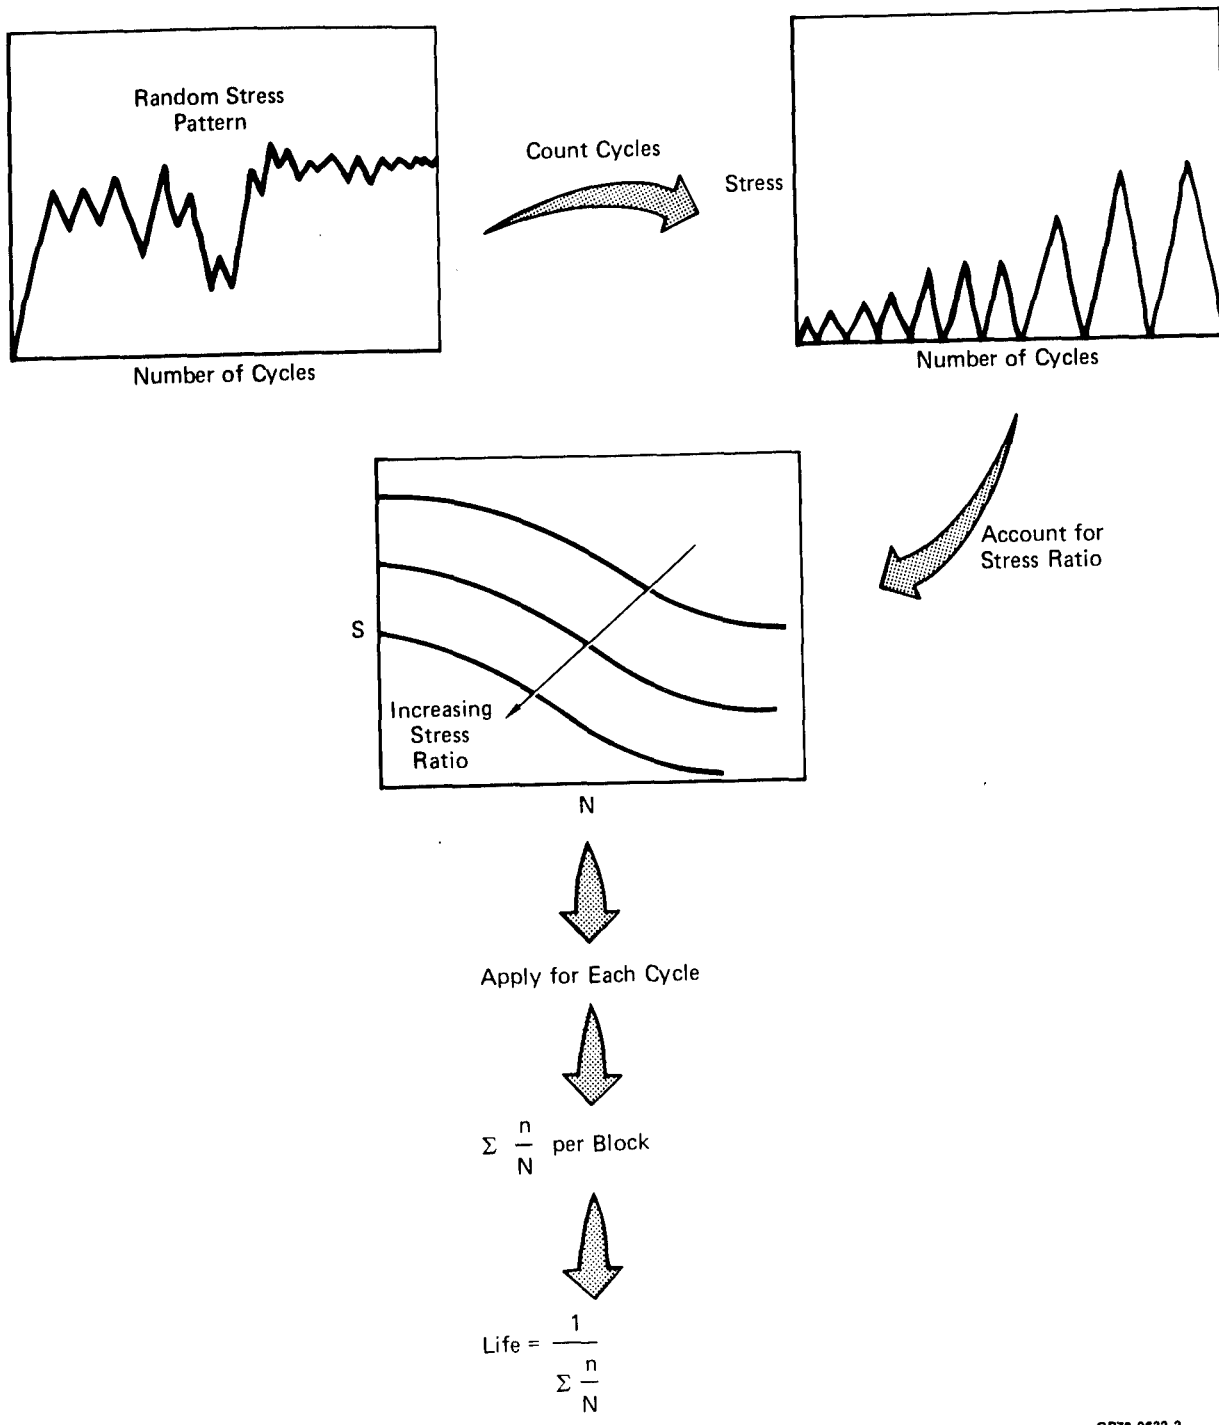 Random Stress
Pattern
Number of Cycles
Count Cycles
Stress
Number of Cycles
Account for
Stress Ratio
S
Increasing
Stress
Ratio
N
Apply for Each Cycle
Σ n/N per Block
Life = 1 / Σ n/N